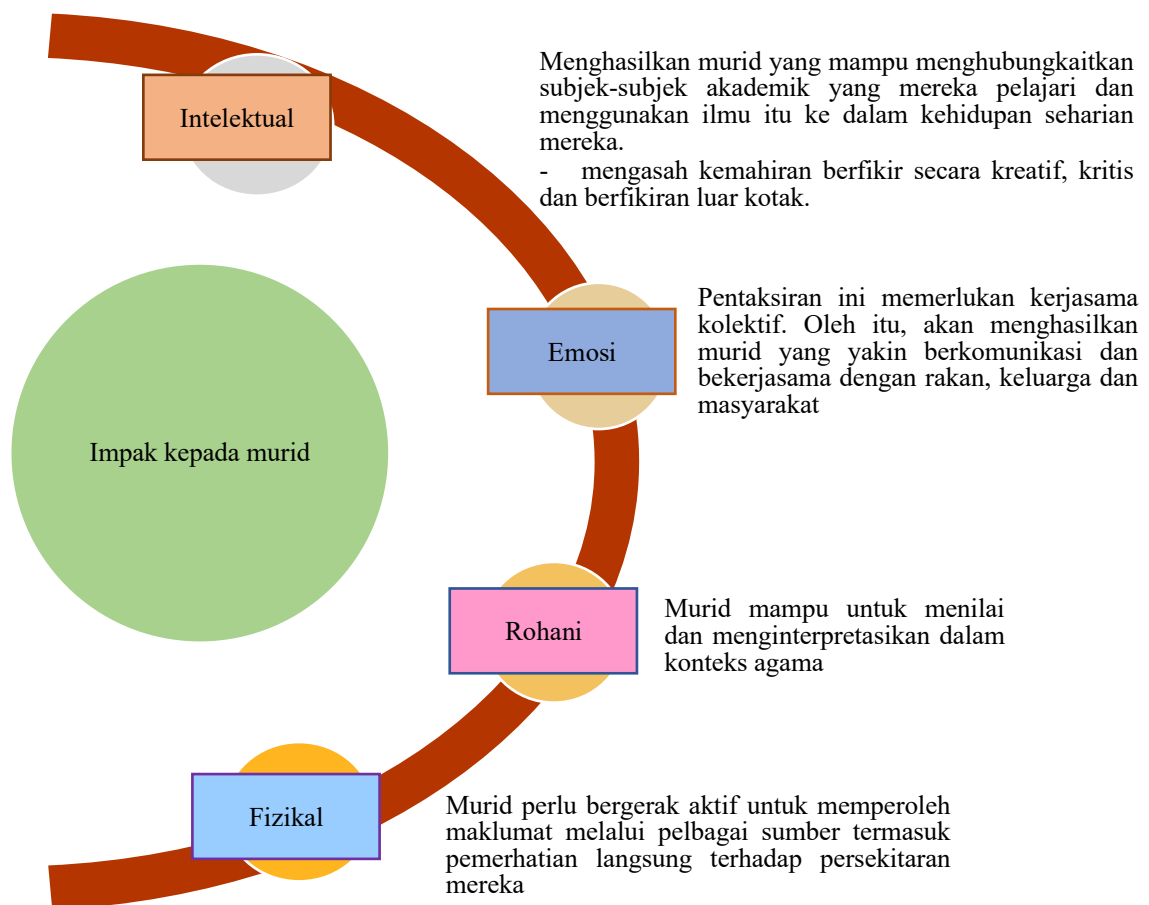 Intelektual
Menghasilkan murid yang mampu menghubungkaitkan
subjek-subjek akademik yang mereka pelajari dan
menggunakan ilmu itu ke dalam kehidupan seharian
mereka.
- mengasah kemahiran berfikir secara kreatif, kritis
dan berfikiran luar kotak.
Emosi
Pentaksiran ini memerlukan kerjasama
kolektif. Oleh itu, akan menghasilkan
murid yang yakin berkomunikasi dan
bekerjasama dengan rakan, keluarga dan
masyarakat
Impak kepada murid
Rohani
Murid mampu untuk menilai
dan menginterpretasikan dalam
konteks agama
Fizikal
Murid perlu bergerak aktif untuk memperoleh
maklumat melalui pelbagai sumber termasuk
pemerhatian langsung terhadap persekitaran
mereka